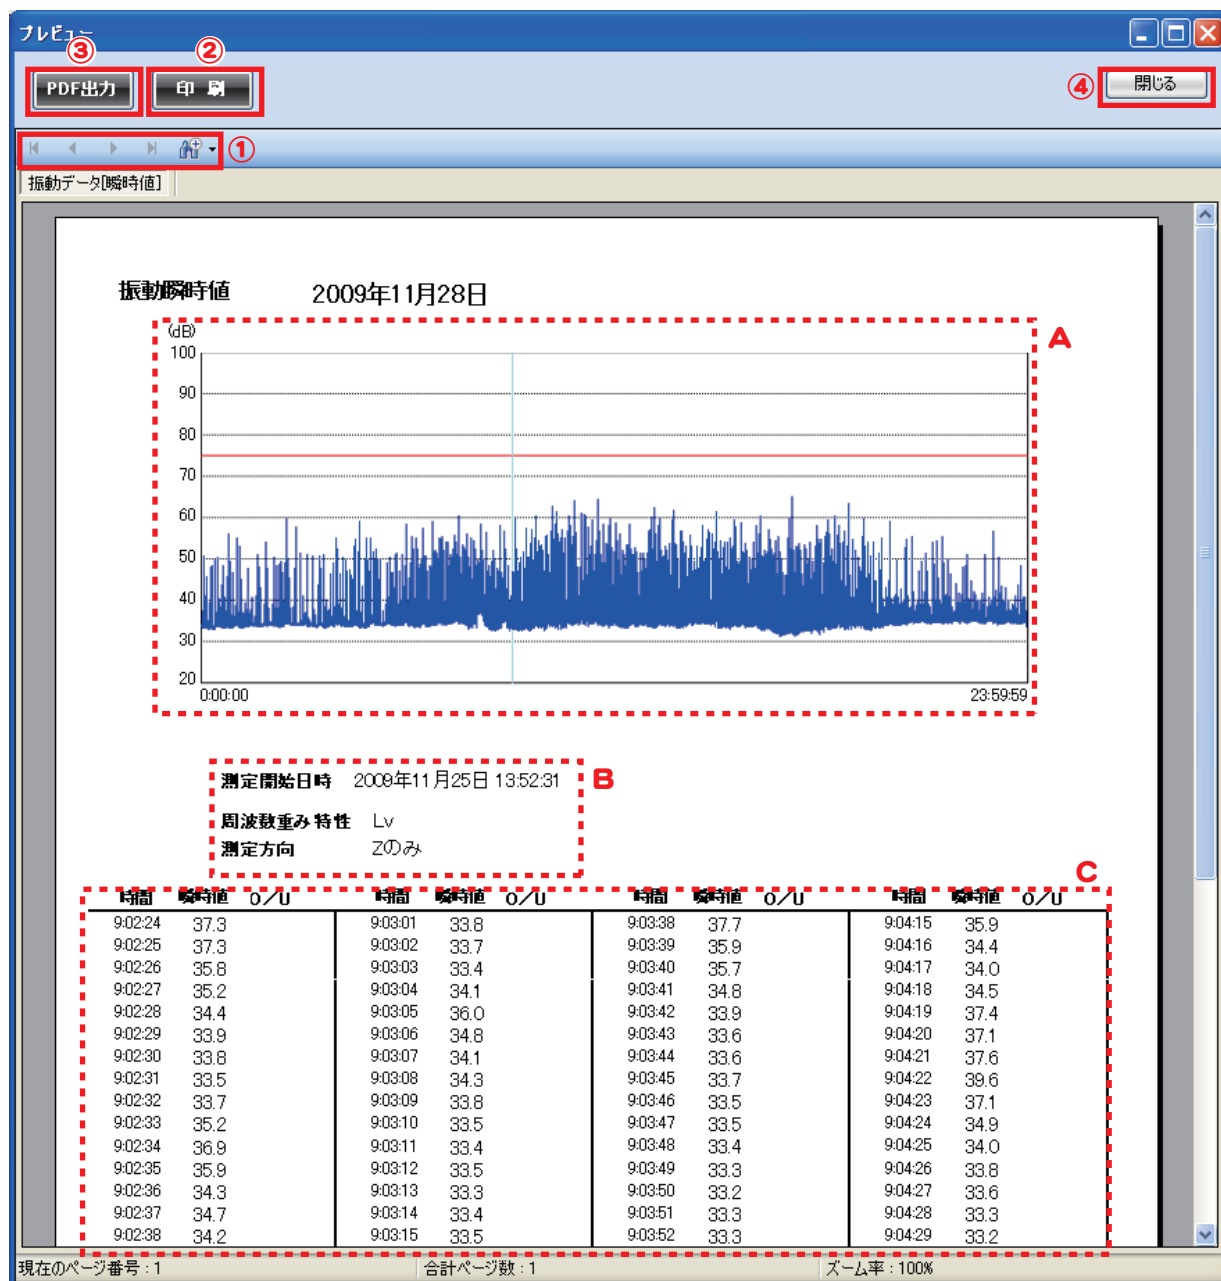 プレビュー
③ ②
PDF出力 印 刷 ④ 閉じる
①
振動データ[瞬時値]
振動瞬時値 2009年11月28日
A
(dB)
100
90
80
70
60
50
40
30
20
0:00:00 23:59:59
B
測定開始日時 2009年11月25日 13:52:31
周波数重み特性 Lv
測定方向 Zのみ
C
時間 瞬時値 O/U 時間 瞬時値 O/U 時間 瞬時値 O/U 時間 瞬時値 O/U
9:02:24 37.3 9:03:01 33.8 9:03:38 37.7 9:04:15 35.9
9:02:25 37.3 9:03:02 33.7 9:03:39 35.9 9:04:16 34.4
9:02:26 35.8 9:03:03 33.4 9:03:40 35.7 9:04:17 34.0
9:02:27 35.2 9:03:04 34.1 9:03:41 34.8 9:04:18 34.5
9:02:28 34.4 9:03:05 36.0 9:03:42 33.9 9:04:19 37.4
9:02:29 33.9 9:03:06 34.8 9:03:43 33.6 9:04:20 37.1
9:02:30 33.8 9:03:07 34.1 9:03:44 33.6 9:04:21 37.6
9:02:31 33.5 9:03:08 34.3 9:03:45 33.7 9:04:22 39.6
9:02:32 33.7 9:03:09 33.8 9:03:46 33.5 9:04:23 37.1
9:02:33 35.2 9:03:10 33.5 9:03:47 33.5 9:04:24 34.9
9:02:34 36.9 9:03:11 33.4 9:03:48 33.4 9:04:25 34.0
9:02:35 35.9 9:03:12 33.5 9:03:49 33.3 9:04:26 33.8
9:02:36 34.3 9:03:13 33.3 9:03:50 33.2 9:04:27 33.6
9:02:37 34.7 9:03:14 33.4 9:03:51 33.3 9:04:28 33.3
9:02:38 34.2 9:03:15 33.5 9:03:52 33.3 9:04:29 33.2
現在のページ番号 : 1 合計ページ数 : 1 ズーム率 : 100%